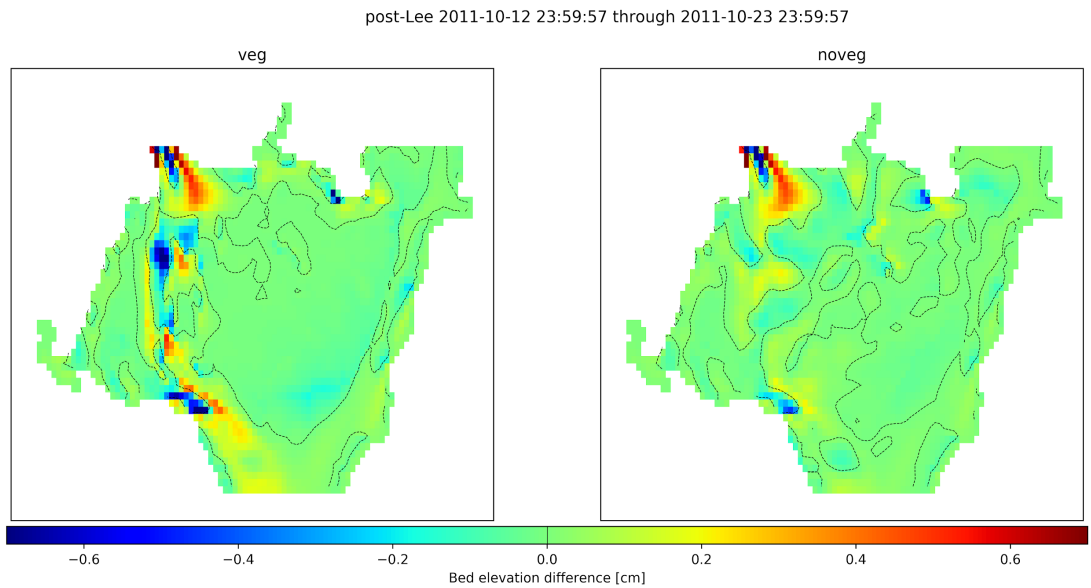 post-Lee 2011-10-12 23:59:57 through 2011-10-23 23:59:57
veg
noveg
−0.6 −0.4 −0.2 0.0 0.2 0.4 0.6
Bed elevation difference [cm]